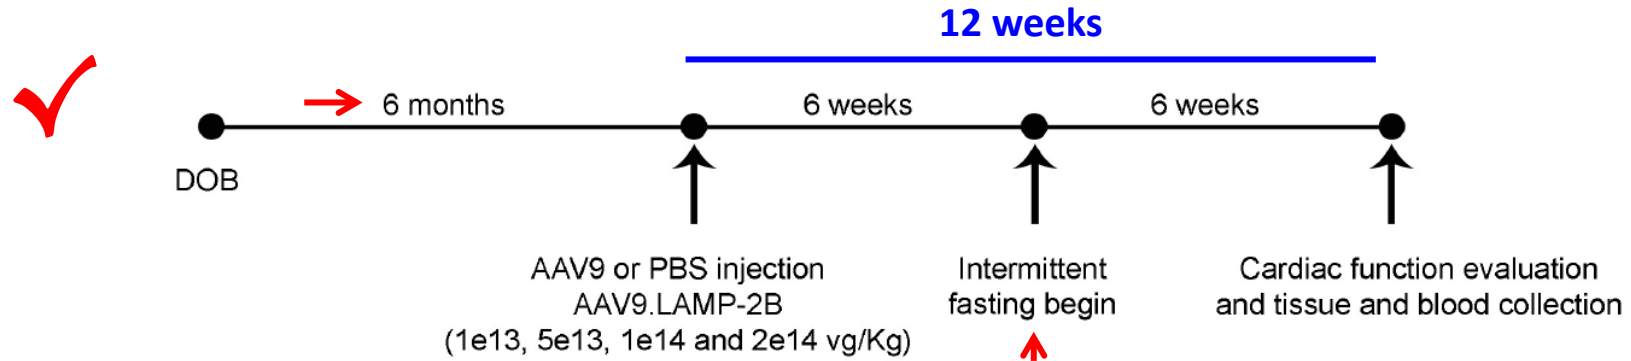 12 weeks
6 months
6 weeks
6 weeks
DOB
AAV9 or PBS injection
AAV9.LAMP-2B
(1e13, 5e13, 1e14 and 2e14 vg/Kg)
Intermittent
fasting begin
Cardiac function evaluation
and tissue and blood collection